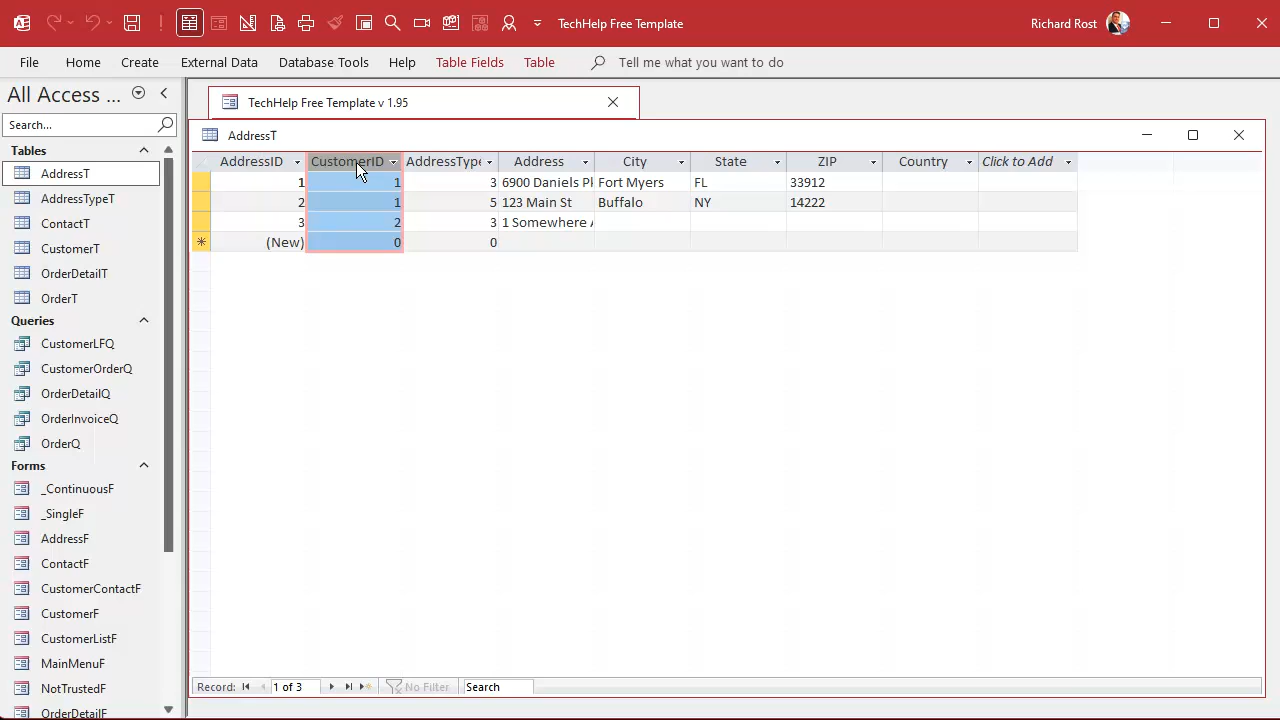 TechHelp Free Template
Richard Rost
File Home Create External Data Database Tools Help Table Fields Table Tell me what you want to do
All Access ...
Search...
Tables
AddressT
AddressTypeT
ContactT
CustomerT
OrderDetailT
OrderT
Queries
CustomerLFQ
CustomerOrderQ
OrderDetailQ
OrderInvoiceQ
OrderQ
Forms
_ContinuousF
_SingleF
AddressF
ContactF
CustomerContactF
CustomerF
CustomerListF
MainMenuF
NotTrustedF
OrderDetailF
TechHelp Free Template v 1.95
AddressT
AddressID CustomerID AddressType Address City State ZIP Country Click to Add
1 1 3 6900 Daniels Fort Myers FL 33912
2 1 5 123 Main St Buffalo NY 14222
3 2 3 1 Somewhere
* (New) 0 0
Record: 1 of 3 No Filter Search